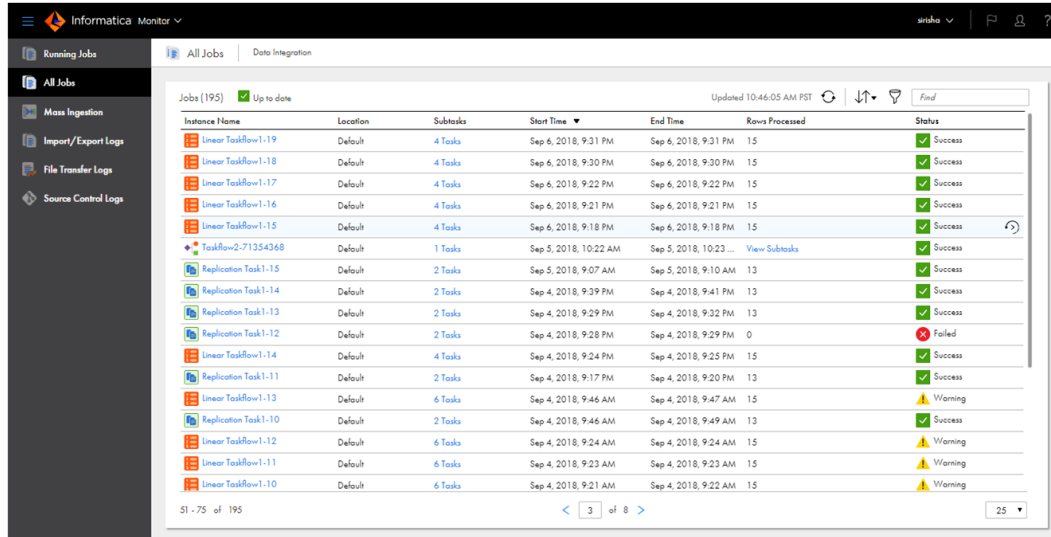 Informatica Monitor
sirisha
?
Running Jobs
All Jobs
Mass Ingestion
Import/Export Logs
File Transfer Logs
Source Control Logs
All Jobs Data Integration
Jobs (195) Up to date Updated 10:46:05 AM PST Find
Instance Name Location Subtasks Start Time End Time Rows Processed Status
Linear Taskflow1-19 Default 4 Tasks Sep 6, 2018, 9:31 PM Sep 6, 2018, 9:31 PM 15 Success
Linear Taskflow1-18 Default 4 Tasks Sep 6, 2018, 9:30 PM Sep 6, 2018, 9:30 PM 15 Success
Linear Taskflow1-17 Default 4 Tasks Sep 6, 2018, 9:22 PM Sep 6, 2018, 9:22 PM 15 Success
Linear Taskflow1-16 Default 4 Tasks Sep 6, 2018, 9:21 PM Sep 6, 2018, 9:21 PM 15 Success
Linear Taskflow1-15 Default 4 Tasks Sep 6, 2018, 9:18 PM Sep 6, 2018, 9:18 PM 15 Success
Taskflow2-71354368 Default 1 Tasks Sep 5, 2018, 10:22 AM Sep 5, 2018, 10:23 ... View Subtasks Success
Replication Task1-15 Default 2 Tasks Sep 5, 2018, 9:07 AM Sep 5, 2018, 9:10 AM 13 Success
Replication Task1-14 Default 2 Tasks Sep 4, 2018, 9:39 PM Sep 4, 2018, 9:41 PM 13 Success
Replication Task1-13 Default 2 Tasks Sep 4, 2018, 9:29 PM Sep 4, 2018, 9:32 PM 13 Success
Replication Task1-12 Default 2 Tasks Sep 4, 2018, 9:28 PM Sep 4, 2018, 9:29 PM 0 Failed
Linear Taskflow1-14 Default 4 Tasks Sep 4, 2018, 9:24 PM Sep 4, 2018, 9:25 PM 15 Success
Replication Task1-11 Default 2 Tasks Sep 4, 2018, 9:17 PM Sep 4, 2018, 9:20 PM 13 Success
Linear Taskflow1-13 Default 6 Tasks Sep 4, 2018, 9:46 AM Sep 4, 2018, 9:47 AM 15 Warning
Replication Task1-10 Default 2 Tasks Sep 4, 2018, 9:46 AM Sep 4, 2018, 9:49 AM 13 Success
Linear Taskflow1-12 Default 6 Tasks Sep 4, 2018, 9:24 AM Sep 4, 2018, 9:24 AM 15 Warning
Linear Taskflow1-11 Default 6 Tasks Sep 4, 2018, 9:23 AM Sep 4, 2018, 9:23 AM 15 Warning
Linear Taskflow1-10 Default 6 Tasks Sep 4, 2018, 9:21 AM Sep 4, 2018, 9:22 AM 15 Warning
51 - 75 of 195 < 3 of 8 > 25